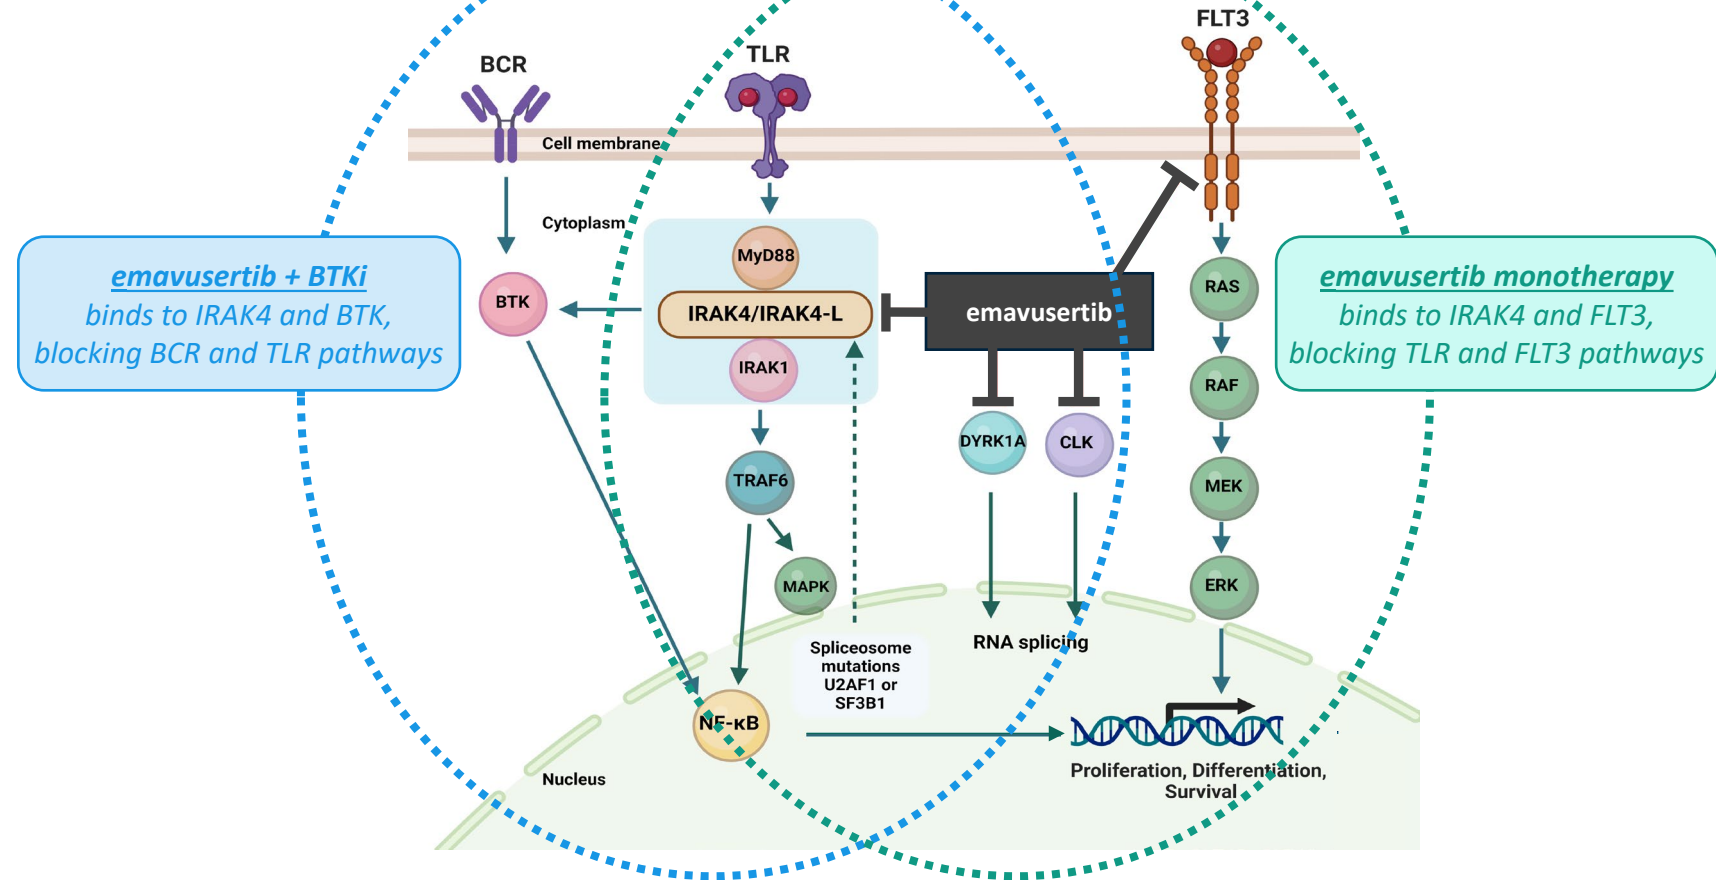 FLT3
BCR
TLR
Cell membrane
Cytoplasm
emavusertib + BTKi
binds to IRAK4 and BTK,
blocking BCR and TLR pathways
MyD88
BTK
IRAK4/IRAK4-L
IRAK1
emavusertib
RAS
emavusertib monotherapy
binds to IRAK4 and FLT3,
blocking TLR and FLT3 pathways
RAF
DYRK1A
CLK
TRAF6
MEK
MAPK
ERK
Spliceosome
mutations
U2AF1 or
SF3B1
RNA splicing
NF-κB
Nucleus
Proliferation, Differentiation,
Survival